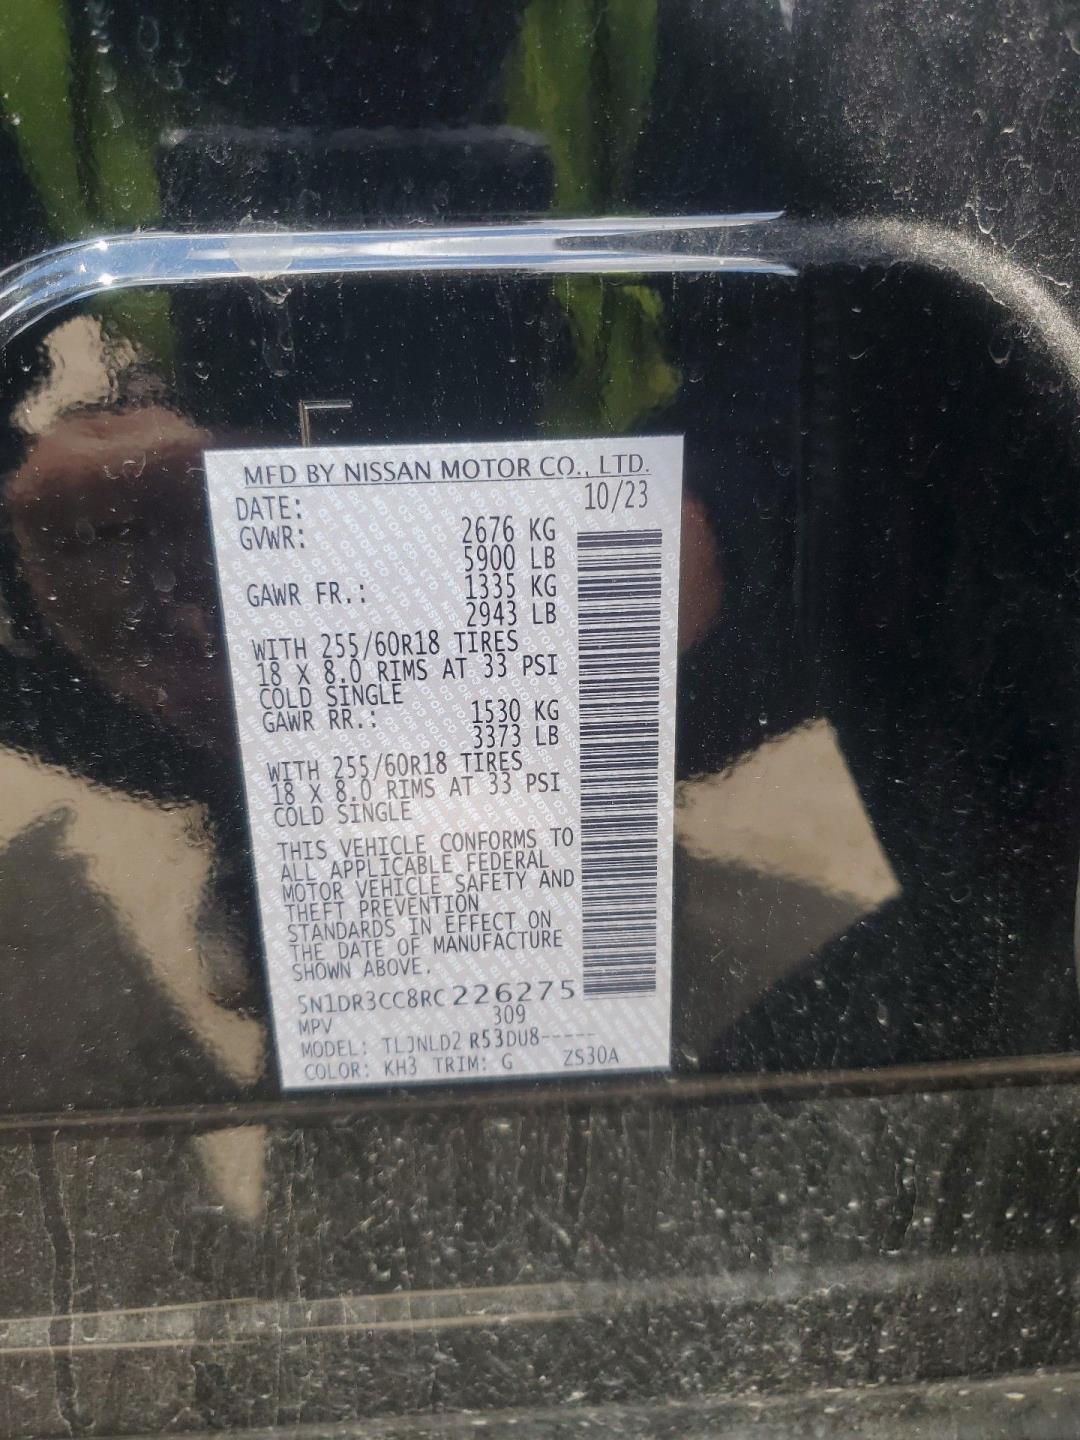 MFD BY NISSAN MOTOR CO., LTD.
DATE: 10/23
GVWR: 2676 KG
5900 LB
GAWR FR.: 1335 KG
2943 LB
WITH 255/60R18 TIRES
18 X 8.0 RIMS AT 33 PSI
COLD SINGLE
GAWR RR.: 1530 KG
3373 LB
WITH 255/60R18 TIRES
18 X 8.0 RIMS AT 33 PSI
COLD SINGLE
THIS VEHICLE CONFORMS TO
ALL APPLICABLE FEDERAL
MOTOR VEHICLE SAFETY AND
THEFT PREVENTION
STANDARDS IN EFFECT ON
THE DATE OF MANUFACTURE
SHOWN ABOVE.
5N1DR3CC8RC226275
MPV 309
MODEL: TLJNLD2 R53DU8-----
COLOR: KH3 TRIM: G ZS30A